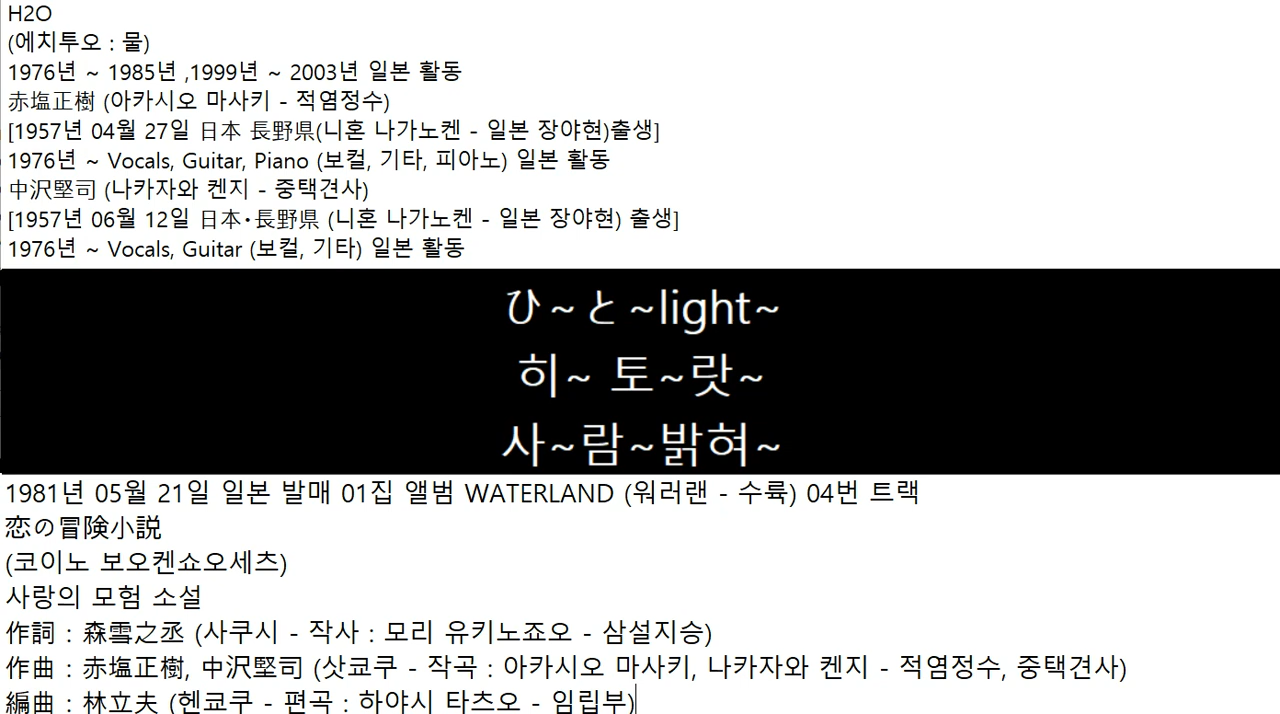 H2O
(에치투오 : 물)
1976년 ~ 1985년 ,1999년 ~ 2003년 일본 활동
赤塩正樹 (아카시오 마사키 - 적염정수)
[1957년 04월 27일 日本 長野県(니혼 나가노켄 - 일본 장야현)출생]
1976년 ~ Vocals, Guitar, Piano (보컬, 기타, 피아노) 일본 활동
中沢堅司 (나카자와 켄지 - 중택견사)
[1957년 06월 12일 日本・長野県 (니혼 나가노켄 - 일본 장야현) 출생]
1976년 ~ Vocals, Guitar (보컬, 기타) 일본 활동
ひ~と~light~
히~ 토~랏~
사~람~밝혀~
1981년 05월 21일 일본 발매 01집 앨범 WATERLAND (워러랜 - 수륙) 04번 트랙
恋の冒険小説
(코이노 보오켄쇼오세츠)
사랑의 모험 소설
作詞 : 森雪之丞 (사쿠시 - 작사 : 모리 유키노죠오 - 삼설지승)
作曲 : 赤塩正樹, 中沢堅司 (삿쿄쿠 - 작곡 : 아카시오 마사키, 나카자와 켄지 - 적염정수, 중택견사)
編曲 : 林立夫 (헨쿄쿠 - 편곡 : 하야시 타츠오 - 임립부)